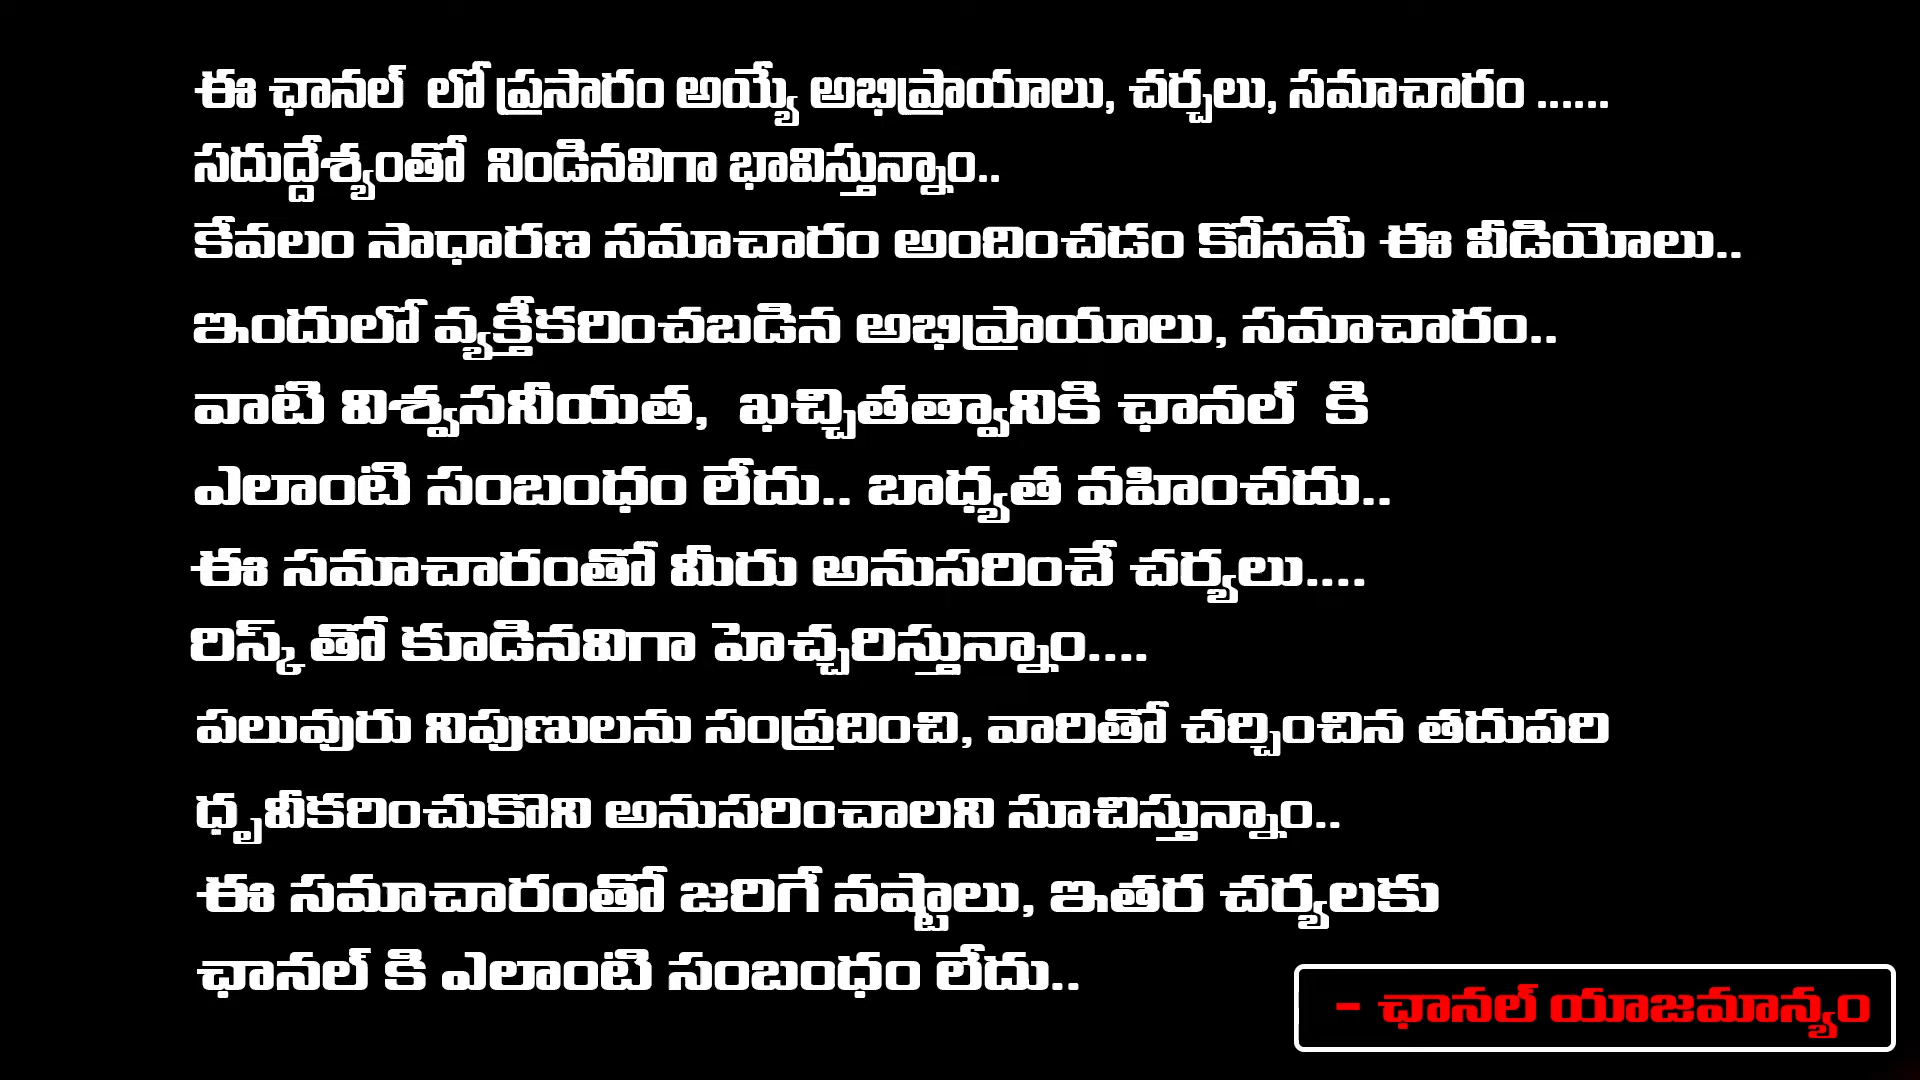 ఈ ఛానల్ లో ప్రసారం అయ్యే అభిప్రాయాలు, చర్చలు, సమాచారం ......
సదుద్దేశ్యంతో నిండినవిగా భావిస్తున్నాం..
కేవలం సాధారణ సమాచారం అందించడం కోసమే ఈ వీడియోలు..
ఇందులో వ్యక్తీకరించబడిన అభిప్రాయాలు, సమాచారం..
వాటి విశ్వసనీయత, ఖచ్చితత్వానికి ఛానల్ కి
ఎలాంటి సంబంధం లేదు.. బాధ్యత వహించదు..
ఈ సమాచారంతో మీరు అనుసరించే చర్యలు....
రిస్క్ తో కూడినవిగా హెచ్చరిస్తున్నాం....
పలువురు నిపుణులను సంప్రదించి, వారితో చర్చించిన తదుపరి
ధృవీకరించుకొని అనుసరించాలని సూచిస్తున్నాం..
ఈ సమాచారంతో జరిగే నష్టాలు, ఇతర చర్యలకు
ఛానల్ కి ఎలాంటి సంబంధం లేదు..
- ఛానల్ యాజమాన్యం